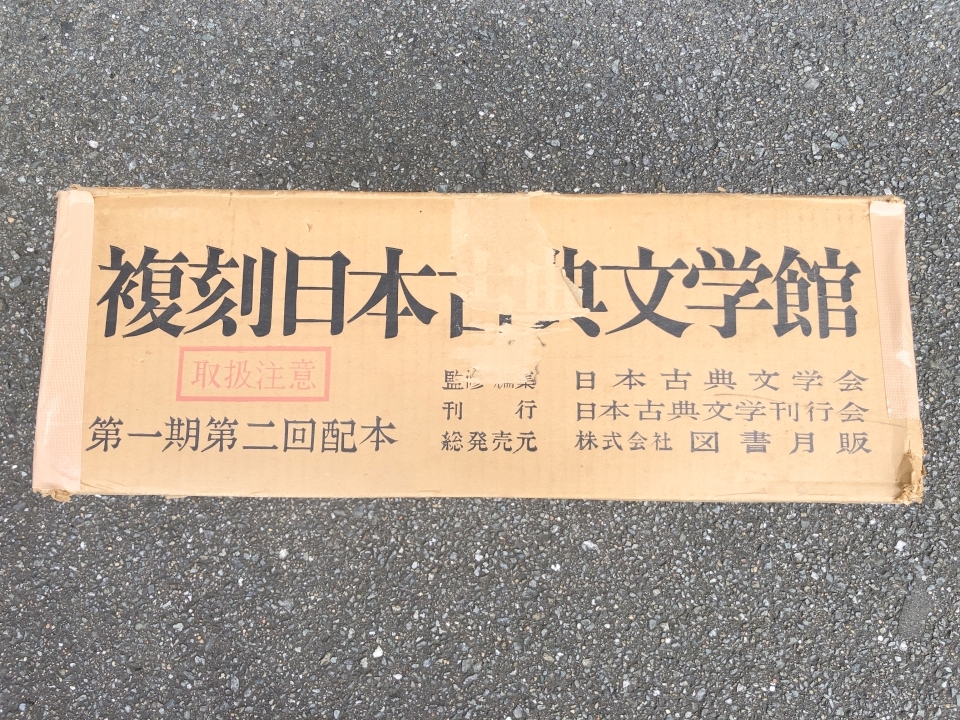 複刻日本古典文学館
取扱注意
第一期第二回配本
監修・編集 日本古典文学会
刊行 日本古典文学刊行会
総発売元 株式会社 図書月販